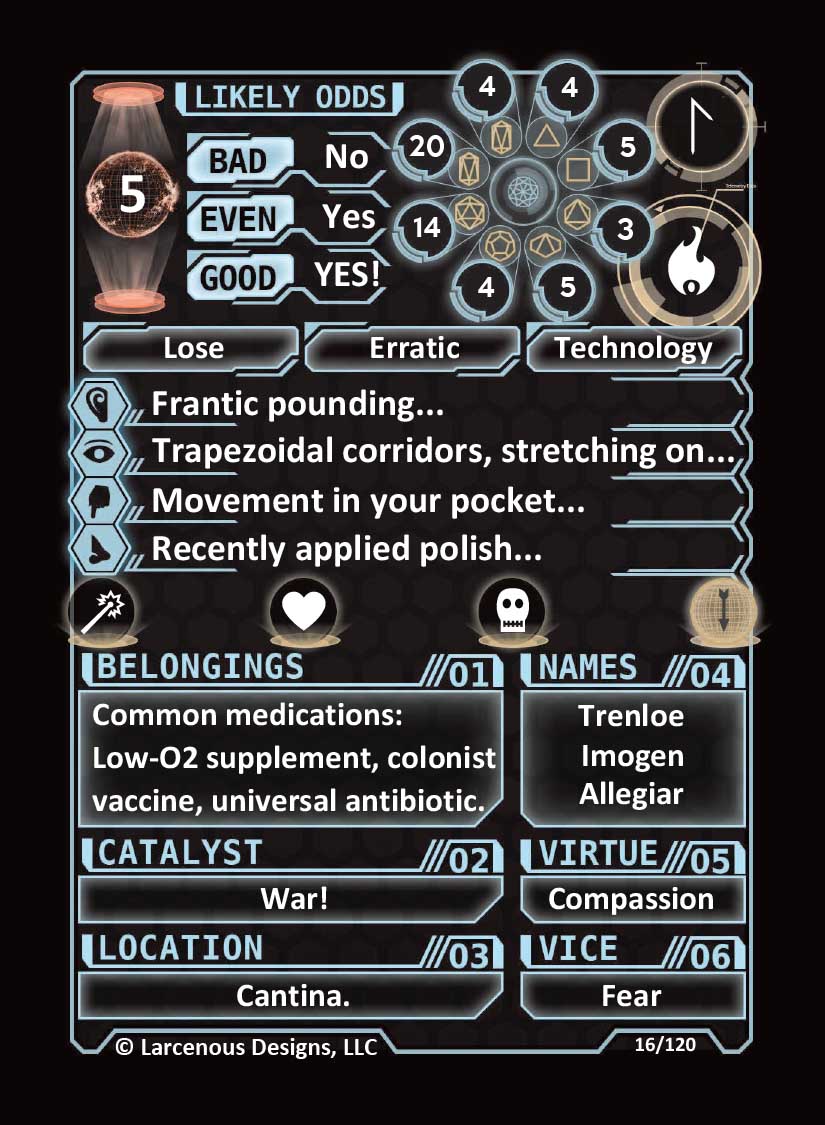 LIKELY ODDS
5
BAD No
EVEN Yes
GOOD YES!
4
4
20
5
14
3
4
5
ᛚ
Telemetry Data
Lose Erratic Technology
Frantic pounding...
Trapezoidal corridors, stretching on...
Movement in your pocket...
Recently applied polish...
BELONGINGS ///01
Common medications:
Low-O2 supplement, colonist
vaccine, universal antibiotic.
NAMES ///04
Trenloe
Imogen
Allegiar
CATALYST ///02
War!
VIRTUE ///05
Compassion
LOCATION ///03
Cantina.
VICE ///06
Fear
© Larcenous Designs, LLC
16/120